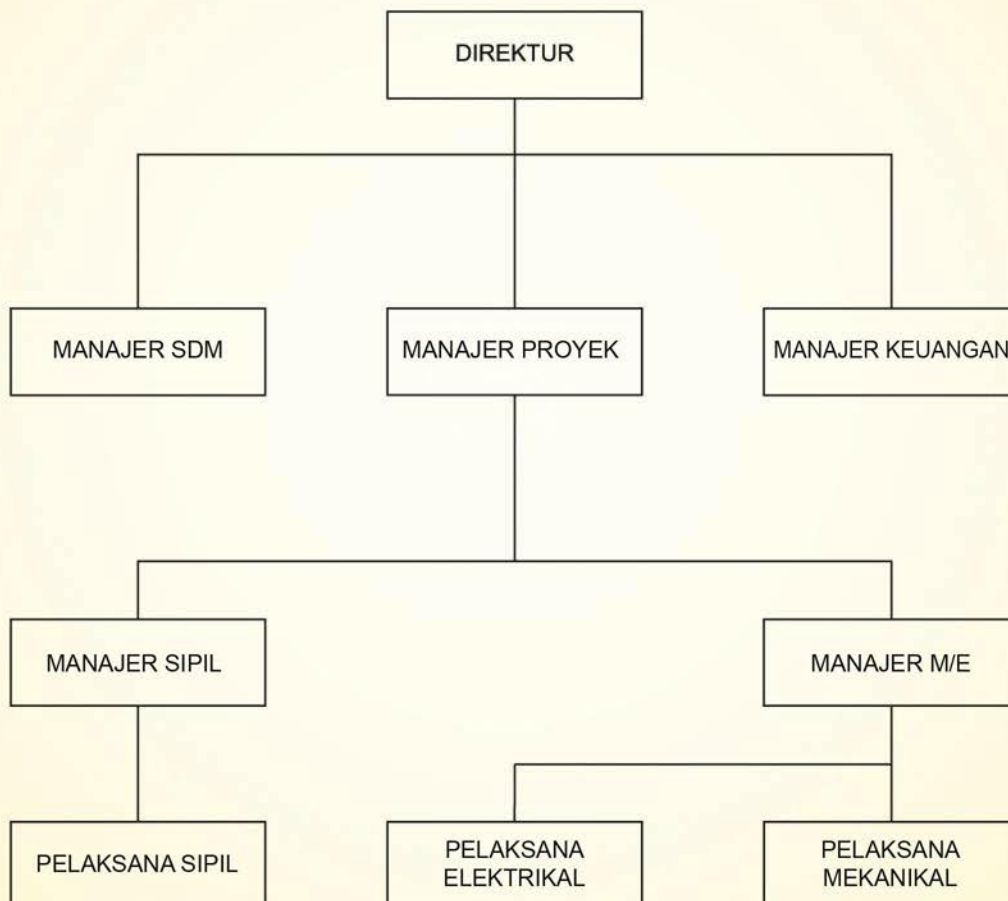 DIREKTUR
MANAJER SDM
MANAJER PROYEK
MANAJER KEUANGAN
MANAJER SIPIL
MANAJER M/E
PELAKSANA SIPIL
PELAKSANA
ELEKTRIKAL
PELAKSANA
MEKANIKAL